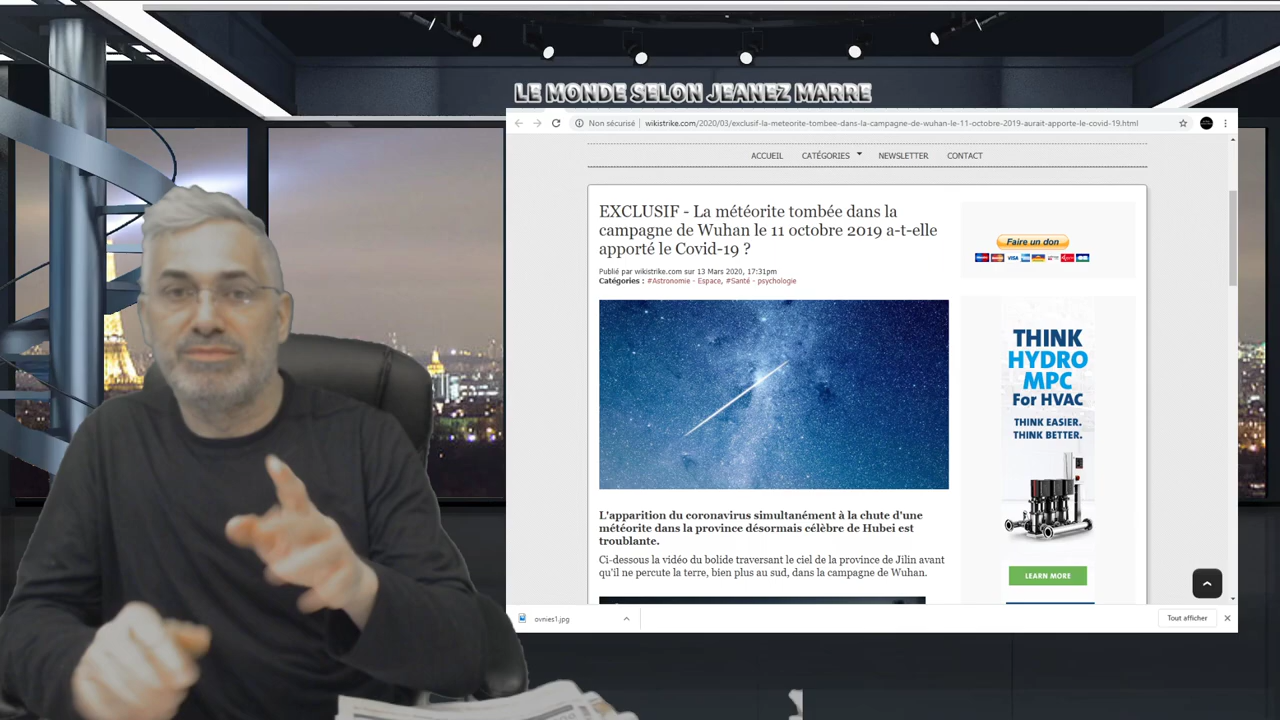 LE MONDE SELON JEANEZ MARRE
Non sécurisé
wikistrike.com/2020/03/exclusif-la-meteorite-tombee-dans-la-campagne-de-wuhan-le-11-octobre-2019-aurait-apporte-le-covid-19.html
ACCUEIL CATÉGORIES NEWSLETTER CONTACT
EXCLUSIF - La météorite tombée dans la
campagne de Wuhan le 11 octobre 2019 a-t-elle
apporté le Covid-19 ?
Publié par wikistrike.com sur 13 Mars 2020, 17:31pm
Catégories : #Astronomie - Espace, #Santé - psychologie
L'apparition du coronavirus simultanément à la chute d'une
météorite dans la province désormais célèbre de Hubei est
troublante.
Ci-dessous la vidéo du bolide traversant le ciel de la province de Jilin avant
qu'il ne percute la terre, bien plus au sud, dans la campagne de Wuhan.
Faire un don
VISA
THINK
HYDRO
MPC
For HVAC
THINK EASIER.
THINK BETTER.
LEARN MORE
ovnies1.jpg
Tout afficher